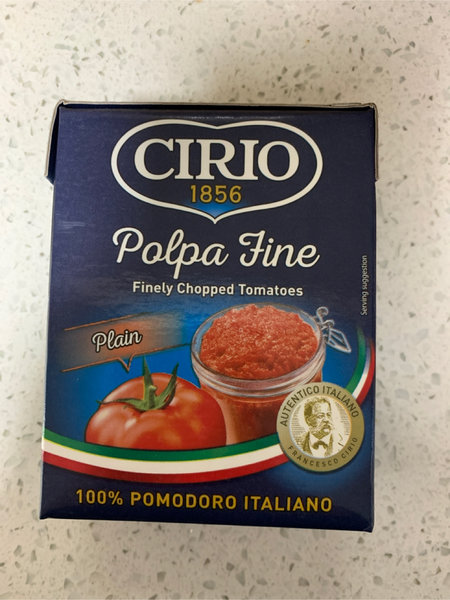 CIRIO
1856
Polpa Fine
Finely Chopped Tomatoes
Serving suggestion
Plain
AUTENTICO ITALIANO
FRANCESCO CIRIO
100% POMODORO ITALIANO